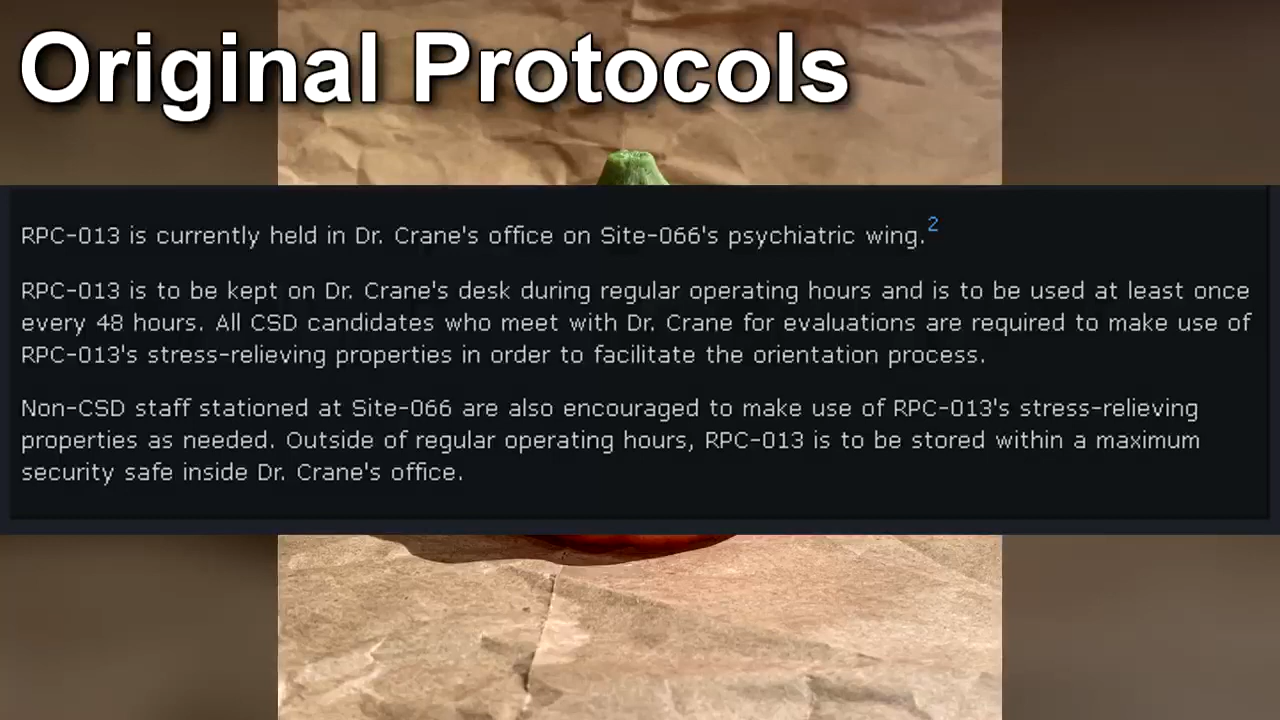 Original Protocols
RPC-013 is currently held in Dr. Crane's office on Site-066's psychiatric wing.2
RPC-013 is to be kept on Dr. Crane's desk during regular operating hours and is to be used at least once
every 48 hours. All CSD candidates who meet with Dr. Crane for evaluations are required to make use of
RPC-013's stress-relieving properties in order to facilitate the orientation process.
Non-CSD staff stationed at Site-066 are also encouraged to make use of RPC-013's stress-relieving
properties as needed. Outside of regular operating hours, RPC-013 is to be stored within a maximum
security safe inside Dr. Crane's office.